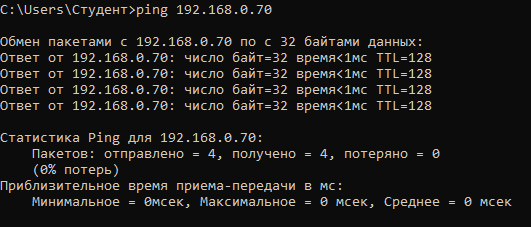 C:\Users\Студент>ping 192.168.0.70
Обмен пакетами с 192.168.0.70 по с 32 байтами данных:
Ответ от 192.168.0.70: число байт=32 время<1мс TTL=128
Ответ от 192.168.0.70: число байт=32 время<1мс TTL=128
Ответ от 192.168.0.70: число байт=32 время<1мс TTL=128
Ответ от 192.168.0.70: число байт=32 время<1мс TTL=128
Статистика Ping для 192.168.0.70:
Пакетов: отправлено = 4, получено = 4, потеряно = 0
(0% потерь)
Приблизительное время приема-передачи в мс:
Минимальное = 0мсек, Максимальное = 0 мсек, Среднее = 0 мсек